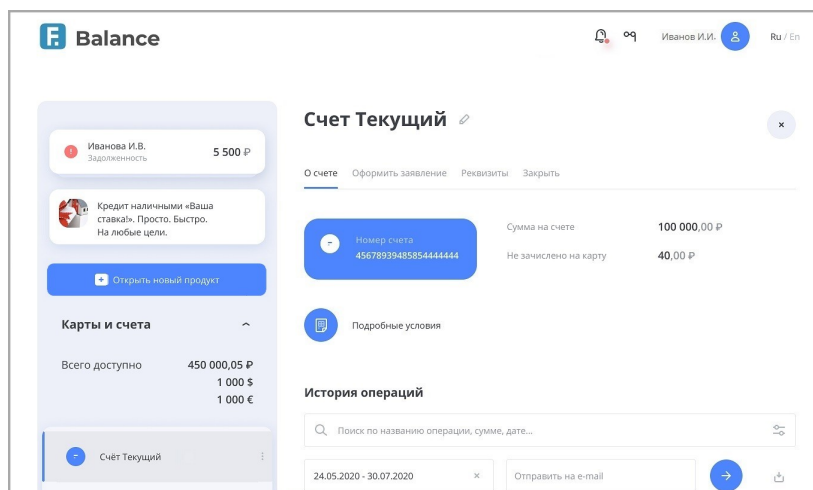 F. Balance
Иванов И.И.
Ru / En
Иванова И.В.
Задолженность
5 500 ₽
Кредит наличными «Ваша
ставка!». Просто. Быстро.
На любые цели.
Открыть новый продукт
Карты и счета
Всего доступно
450 000,05 ₽
1 000 $
1 000 €
Счёт Текущий
Счет Текущий
О счете
Оформить заявление
Реквизиты
Закрыть
Номер счета
45678939485854444444
Сумма на счете
100 000,00 ₽
Не зачислено на карту
40,00 ₽
Подробные условия
История операций
Поиск по названию операции, сумме, дате...
24.05.2020 - 30.07.2020
Отправить на e-mail